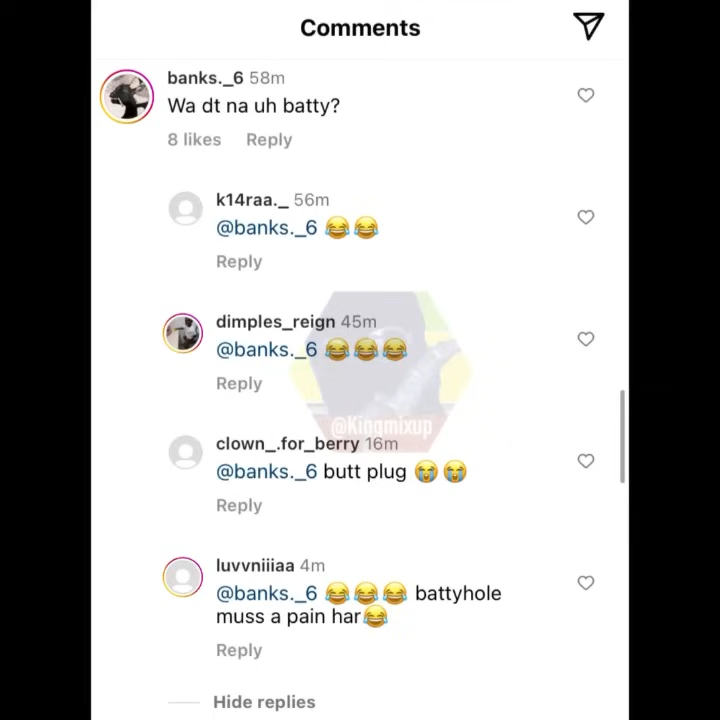 Comments
banks._6 58m
Wa dt na uh batty?
8 likes Reply
k14raa._ 56m
@banks._6 😂😂
Reply
dimples_reign 45m
@banks._6 😂😂😂
Reply
@Kingmixup
clown_.for_berry 16m
@banks._6 butt plug 😭😭
Reply
luvvniiiaa 4m
@banks._6 😂😂😂 battyhole
muss a pain har😂
Reply
Hide replies